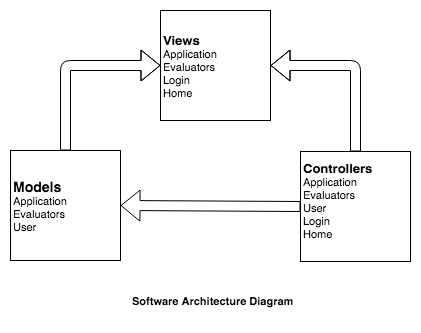 Views
Application
Evaluators
Login
Home
Models
Application
Evaluators
User
Controllers
Application
Evaluators
User
Login
Home
Software Architecture Diagram